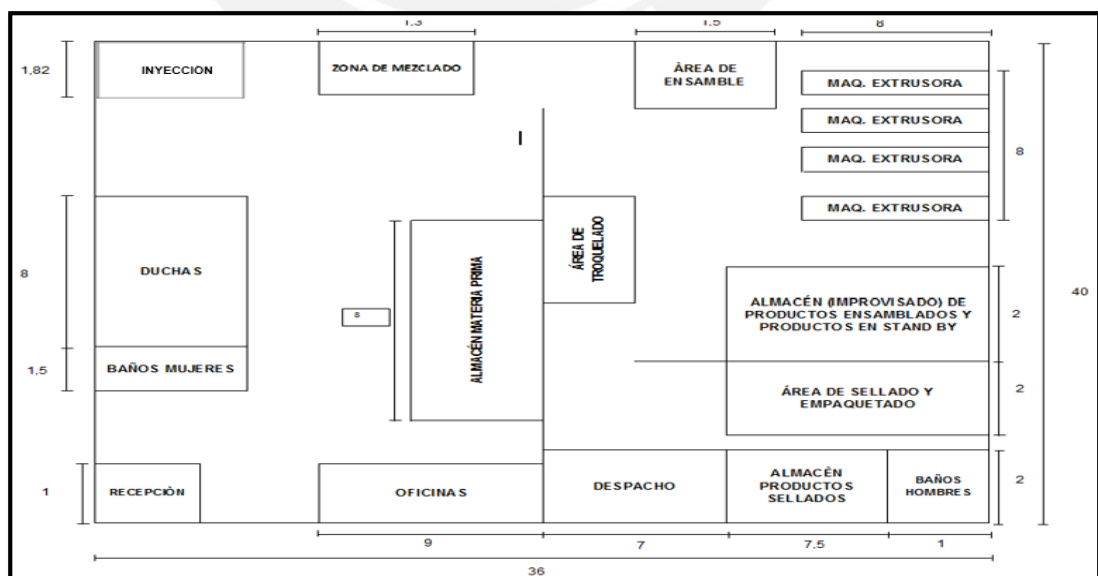 1.3
1.5
8
1,82
INYECCIÓN
ZONA DE MEZCLADO
ÁREA DE
ENSAMBLE
MAQ. EXTRUSORA
MAQ. EXTRUSORA
MAQ. EXTRUSORA
MAQ. EXTRUSORA
8
8
DUCHAS
8
ALMACÉN MATERIA PRIMA
ÁREA DE
TROQUELADO
ALMACÉN (IMPROVISADO) DE
PRODUCTOS ENSAMBLADOS Y
PRODUCTOS EN STAND BY
2
40
1.5
BAÑOS MUJERES
ÁREA DE SELLADO Y
EMPAQUETADO
2
1
RECEPCIÓN
OFICINAS
DESPACHO
ALMACÉN
PRODUCTOS
SELLADOS
BAÑOS
HOMBRES
2
9
7
7.5
1
36